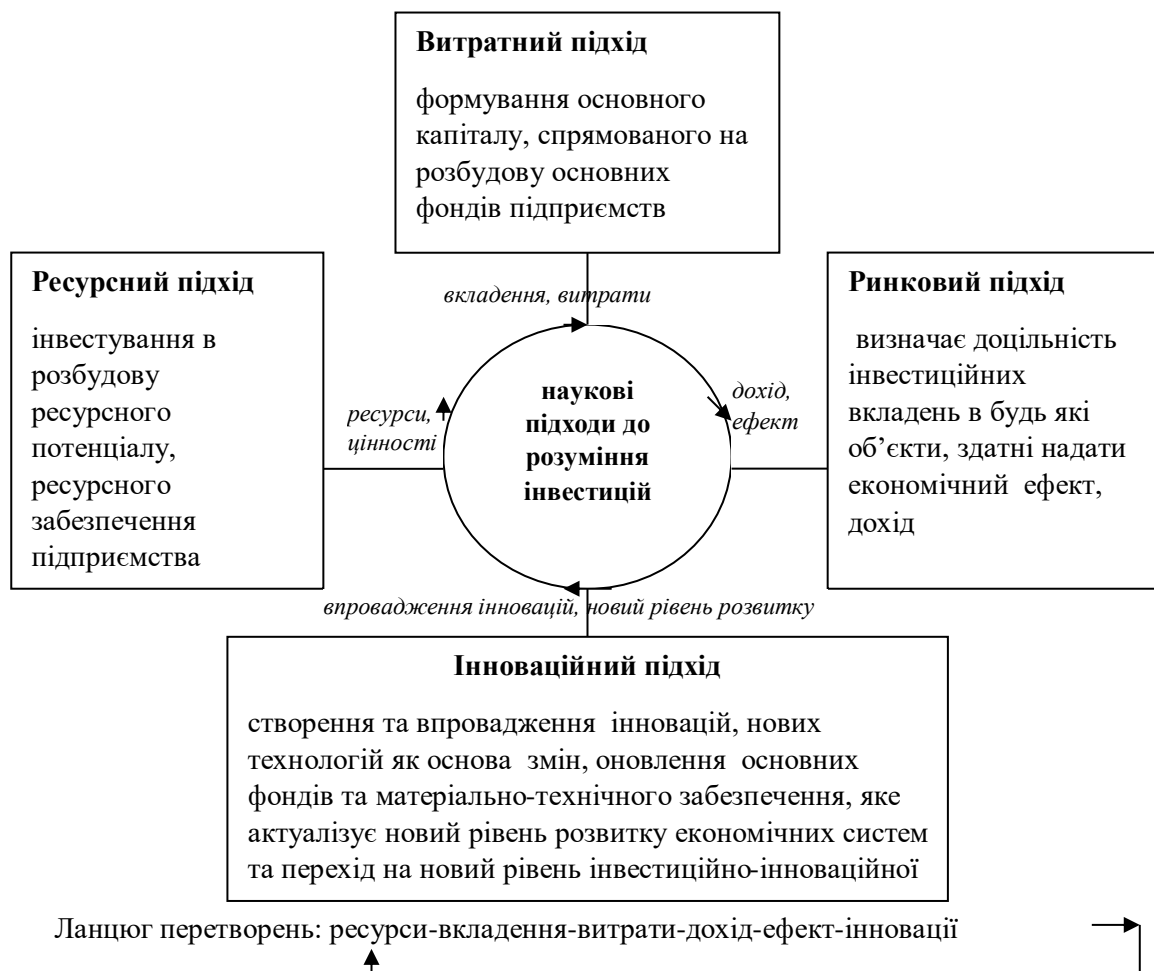 Витратний підхід
формування основного
капіталу, спрямованого на
розбудову основних
фондів підприємств
Ресурсний підхід
інвестування в
розбудову
ресурсного
потенціалу,
ресурсного
забезпечення
підприємства
вкладення, витрати
ресурси,
цінності
наукові
підходи до
розуміння
інвестицій
дохід,
ефект
Ринковий підхід
визначає доцільність
інвестиційних
вкладень в будь які
об’єкти, здатні надати
економічний ефект,
дохід
впровадження інновацій, новий рівень розвитку
Інноваційний підхід
створення та впровадження інновацій, нових
технологій як основа змін, оновлення основних
фондів та матеріально-технічного забезпечення, яке
актуалізує новий рівень розвитку економічних систем
та перехід на новий рівень інвестиційно-інноваційної
Ланцюг перетворень: ресурси-вкладення-витрати-дохід-ефект-інновації